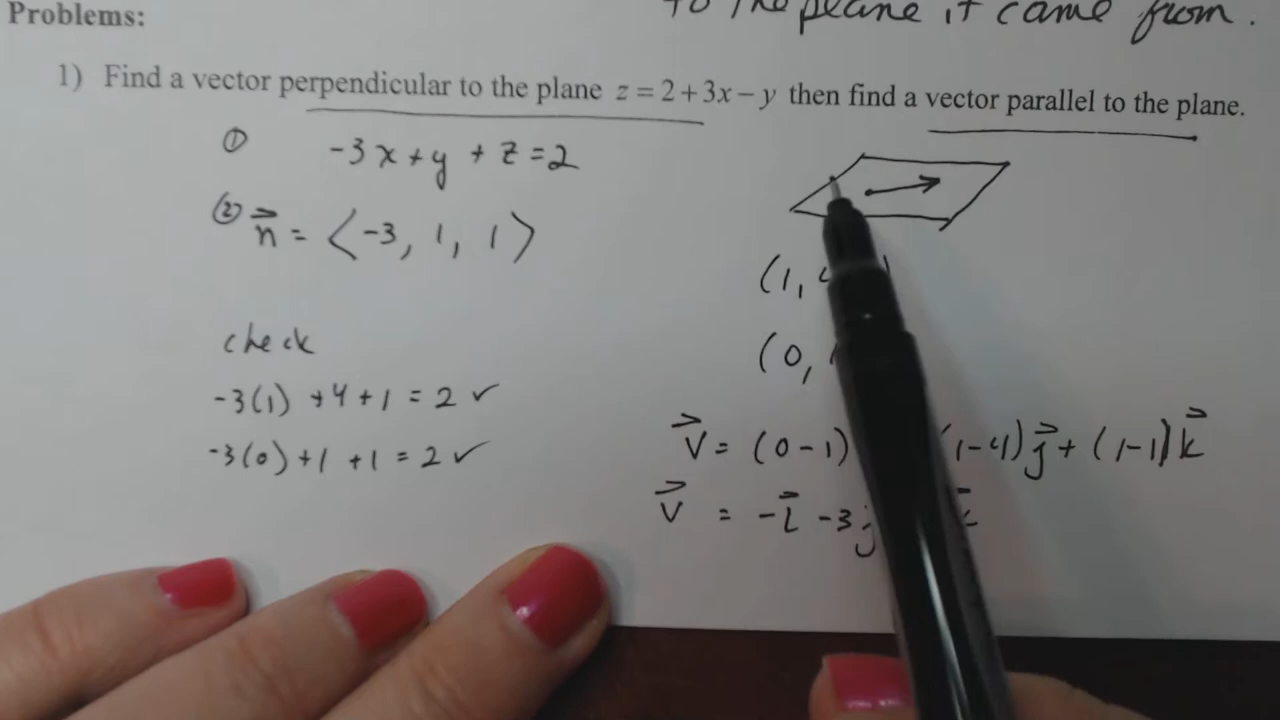 to the plane it came from.
Problems:
1) Find a vector perpendicular to the plane z = 2 + 3x − y then find a vector parallel to the plane.
① -3x + y + z = 2
② n⃗ = ⟨-3, 1, 1⟩
(1,
check
(0,
-3(1) + 4 + 1 = 2 ✓
v⃗ = (0-1) (1-4)j⃗ + (1-1)k⃗
-3(0) + 1 + 1 = 2 ✓
v⃗ = -i⃗ - 3j